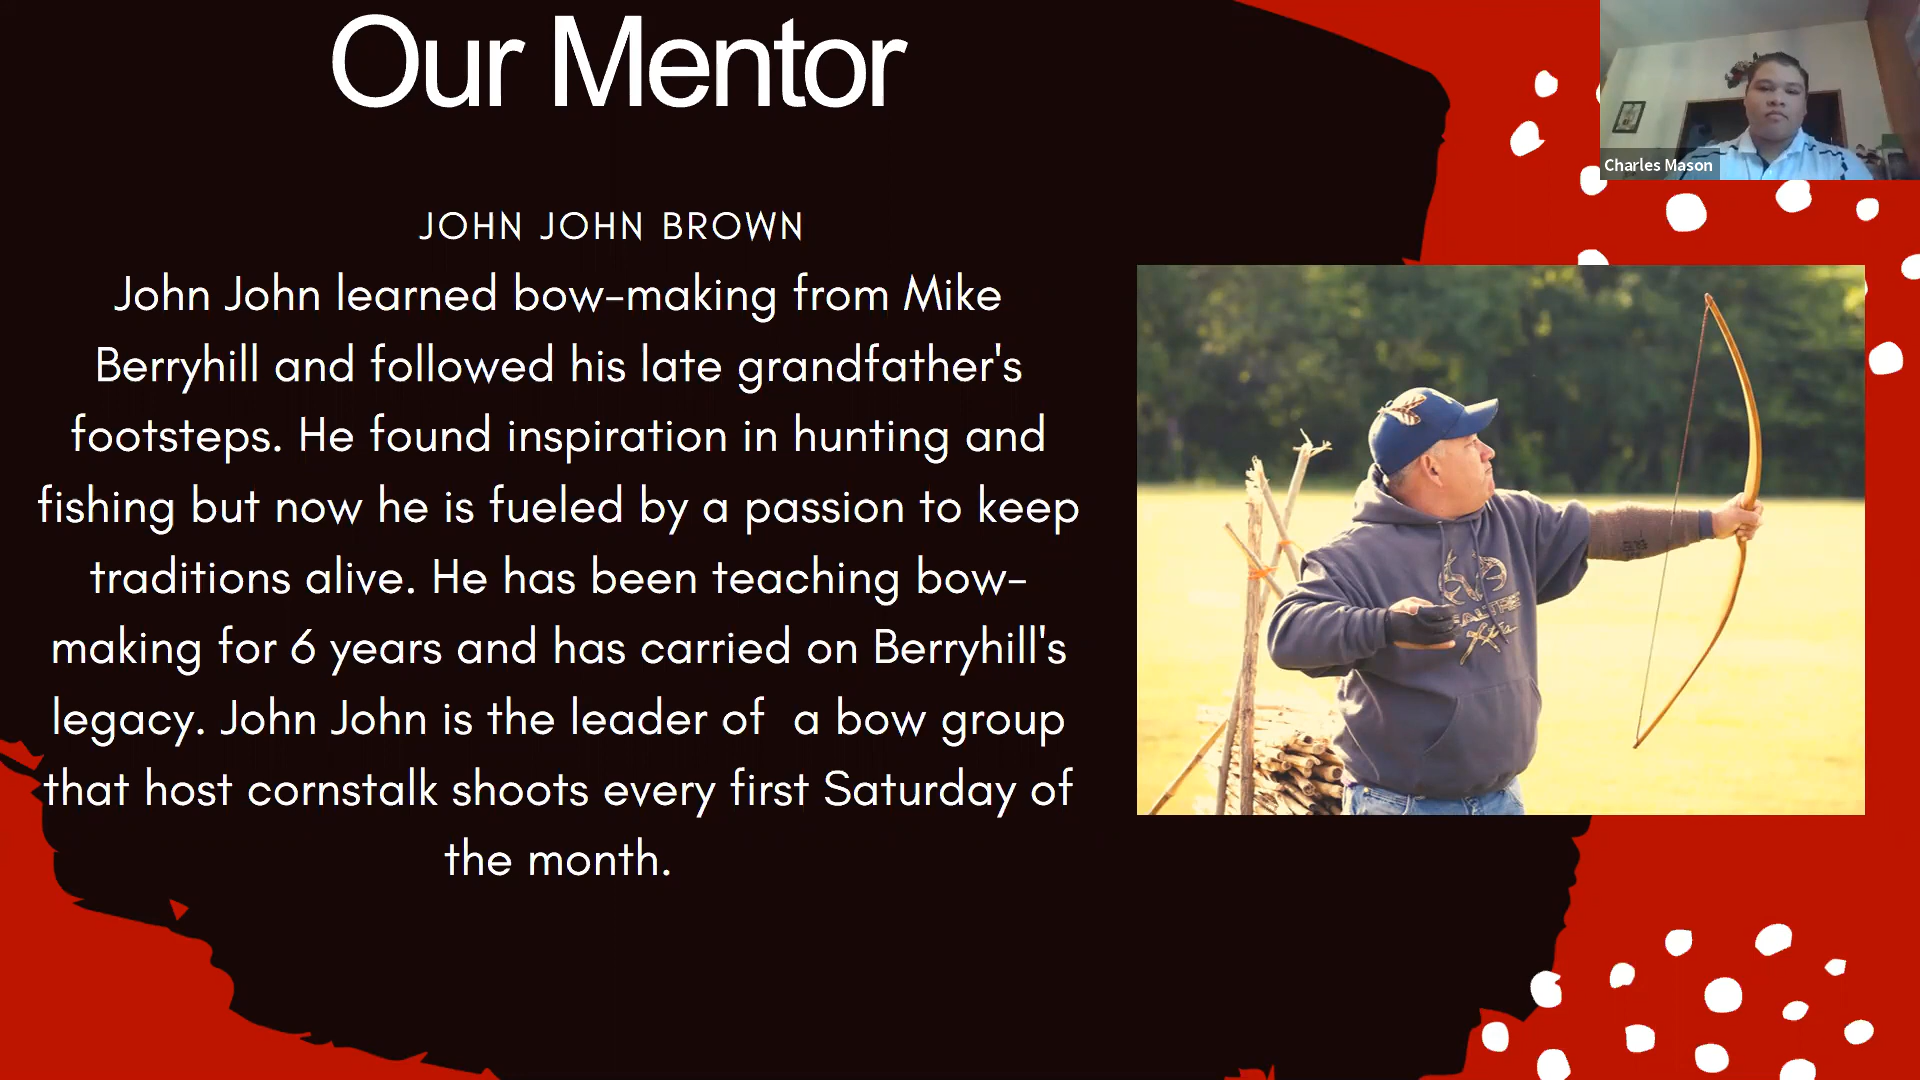 Our Mentor
Charles Mason
JOHN JOHN BROWN
John John learned bow-making from Mike
Berryhill and followed his late grandfather's
footsteps. He found inspiration in hunting and
fishing but now he is fueled by a passion to keep
traditions alive. He has been teaching bow-
making for 6 years and has carried on Berryhill's
legacy. John John is the leader of  a bow group
that host cornstalk shoots every first Saturday of
the month.